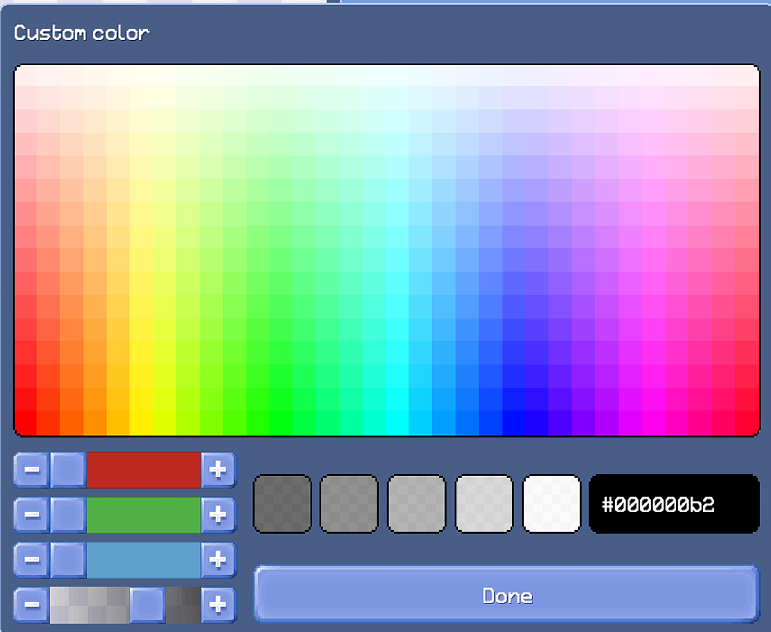 Custom color
−
+
−
+
#000000b2
−
+
Done
−
+